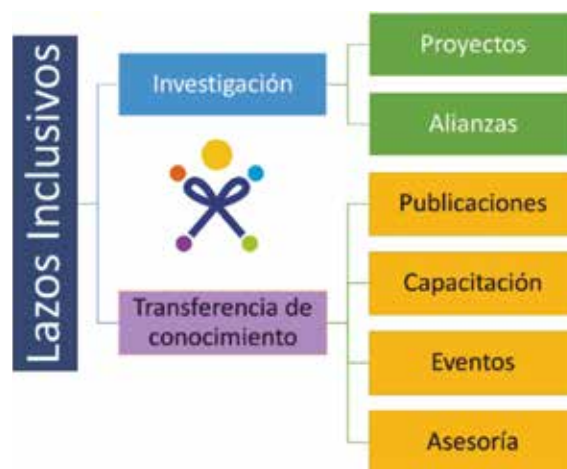 Lazos Inclusivos
Investigación
Proyectos
Alianzas
Transferencia de
conocimiento
Publicaciones
Capacitación
Eventos
Asesoría